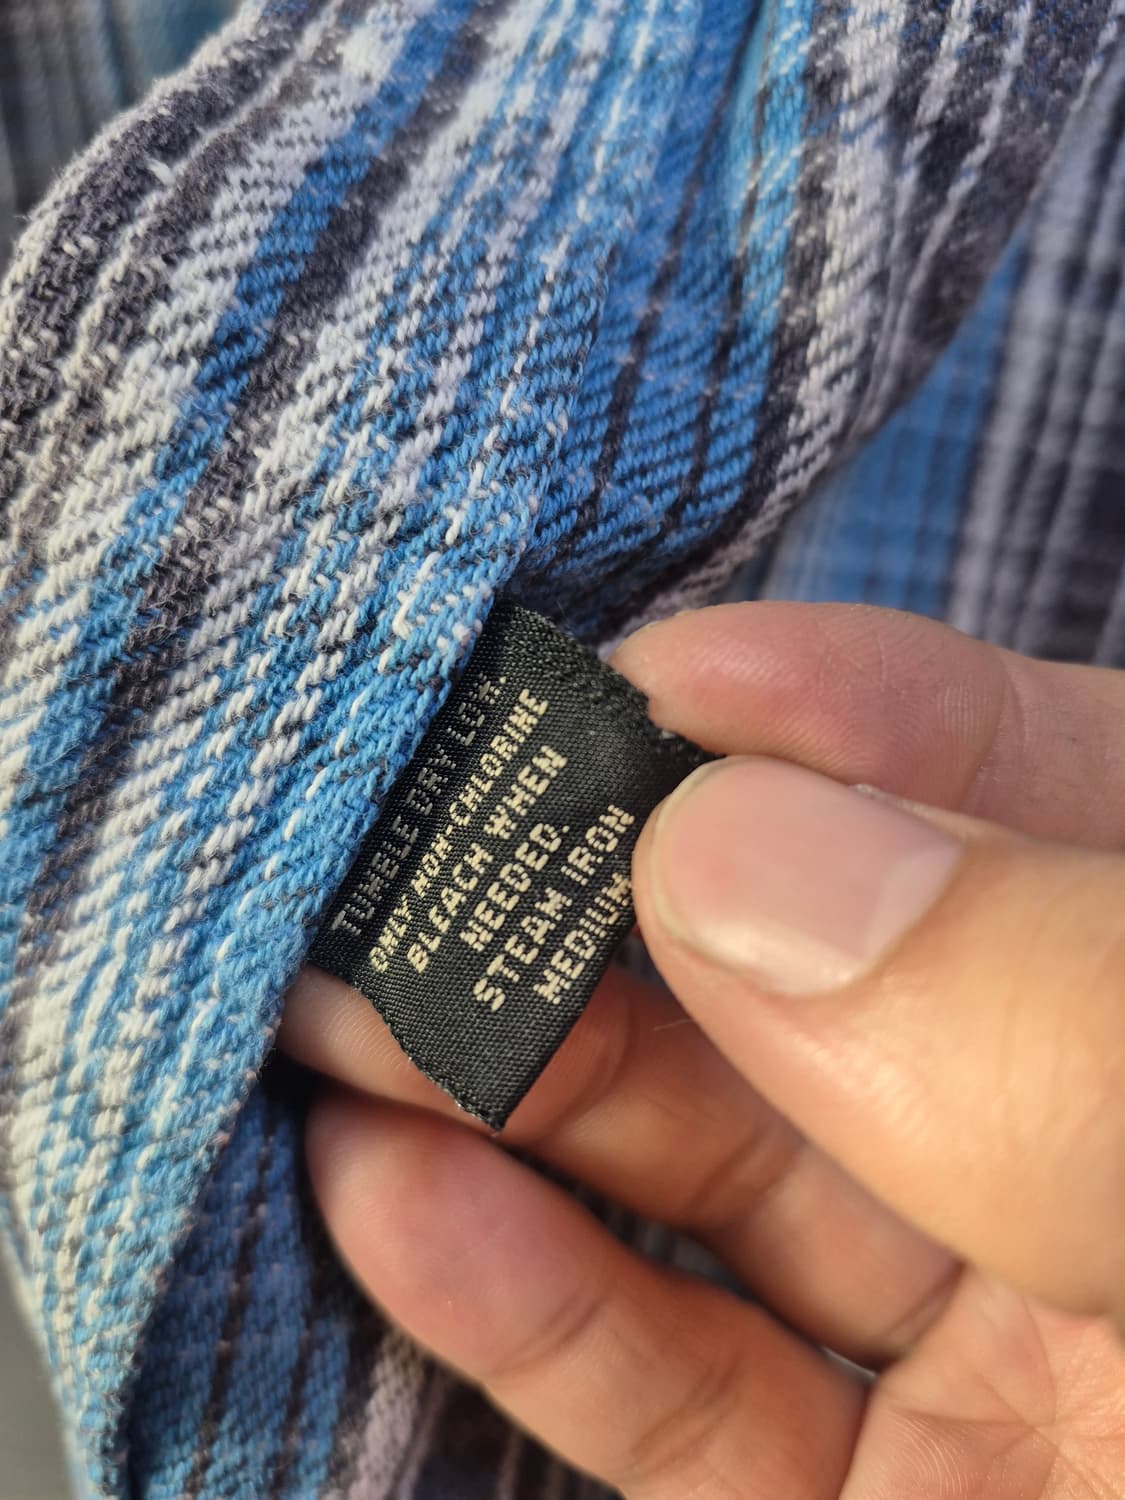 TUMBLE DRY LOW.
ONLY NON-CHLORINE
BLEACH WHEN
NEEDED.
STEAM IRON
MEDIUM